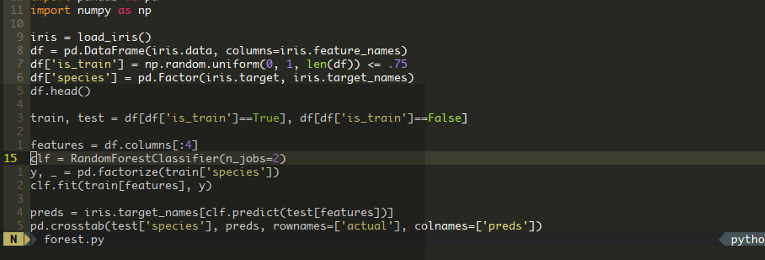 11 import numpy as np
10
9 iris = load_iris()
8 df = pd.DataFrame(iris.data, columns=iris.feature_names)
7 df['is_train'] = np.random.uniform(0, 1, len(df)) <= .75
6 df['species'] = pd.Factor(iris.target, iris.target_names)
5 df.head()
4
3 train, test = df[df['is_train']==True], df[df['is_train']==False]
2
1 features = df.columns[:4]
15 clf = RandomForestClassifier(n_jobs=2)
1 y, _ = pd.factorize(train['species'])
2 clf.fit(train[features], y)
3
4 preds = iris.target_names[clf.predict(test[features])]
5 pd.crosstab(test['species'], preds, rownames=['actual'], colnames=['preds'])
N forest.py pytho